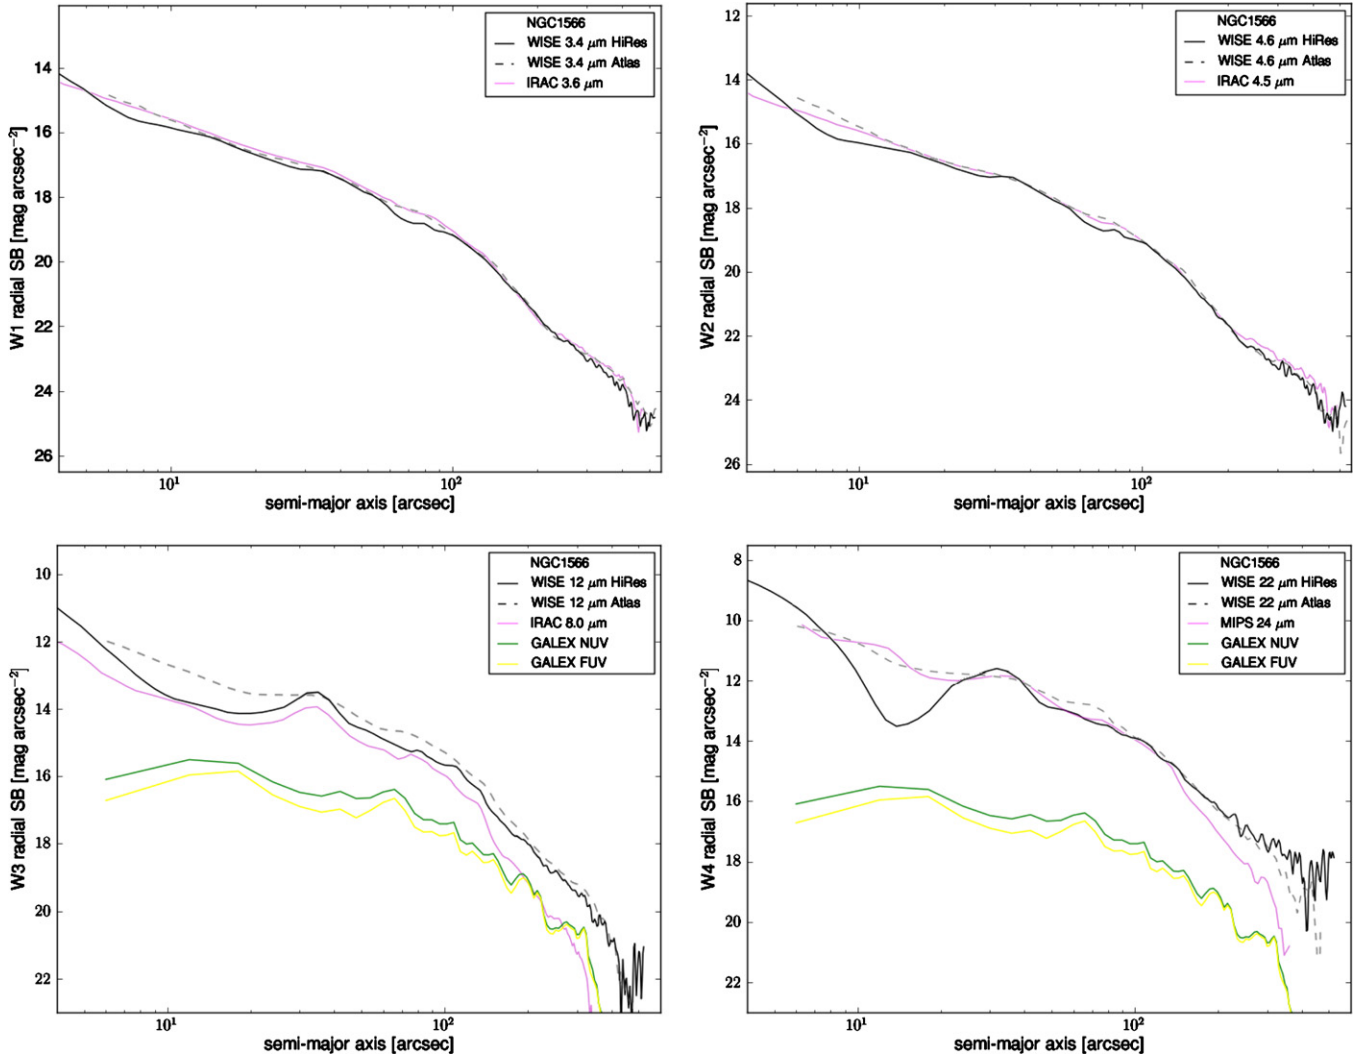 NGC1566
WISE 3.4 μm HiRes
WISE 3.4 μm Atlas
IRAC 3.6 μm
14
16
18
20
22
24
26
W1 radial SB [mag arcsec⁻²]
10¹ 10²
semi-major axis [arcsec]
NGC1566
WISE 4.6 μm HiRes
WISE 4.6 μm Atlas
IRAC 4.5 μm
12
14
16
18
20
22
24
26
W2 radial SB [mag arcsec⁻²]
10¹ 10²
semi-major axis [arcsec]
NGC1566
WISE 12 μm HiRes
WISE 12 μm Atlas
IRAC 8.0 μm
GALEX NUV
GALEX FUV
10
12
14
16
18
20
22
W3 radial SB [mag arcsec⁻²]
10¹ 10²
semi-major axis [arcsec]
NGC1566
WISE 22 μm HiRes
WISE 22 μm Atlas
MIPS 24 μm
GALEX NUV
GALEX FUV
8
10
12
14
16
18
20
22
W4 radial SB [mag arcsec⁻²]
10¹ 10²
semi-major axis [arcsec]